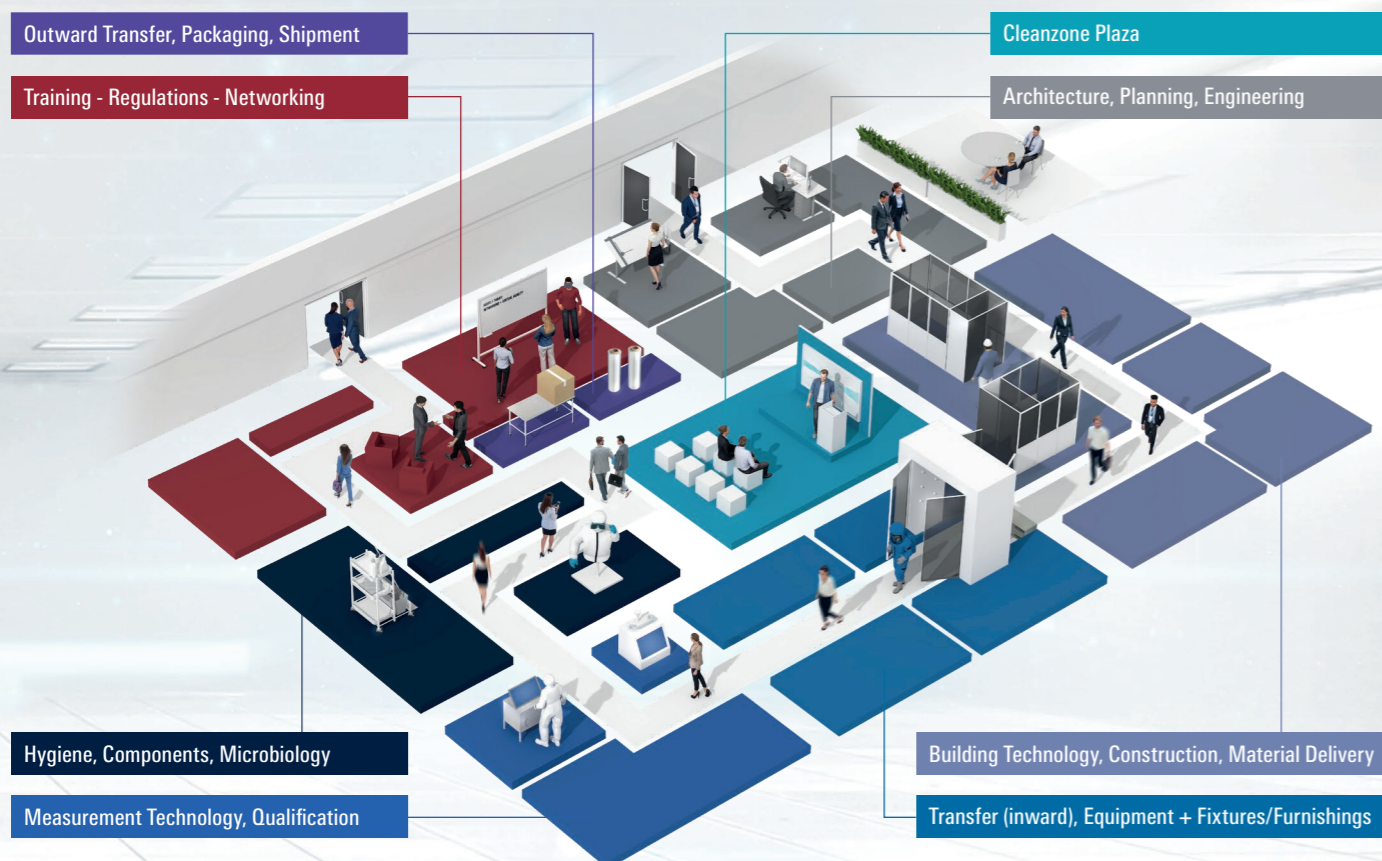 Outward Transfer, Packaging, Shipment
Cleanzone Plaza
Training - Regulations - Networking
Architecture, Planning, Engineering
Hygiene, Components, Microbiology
Building Technology, Construction, Material Delivery
Measurement Technology, Qualification
Transfer (inward), Equipment + Fixtures/Furnishings